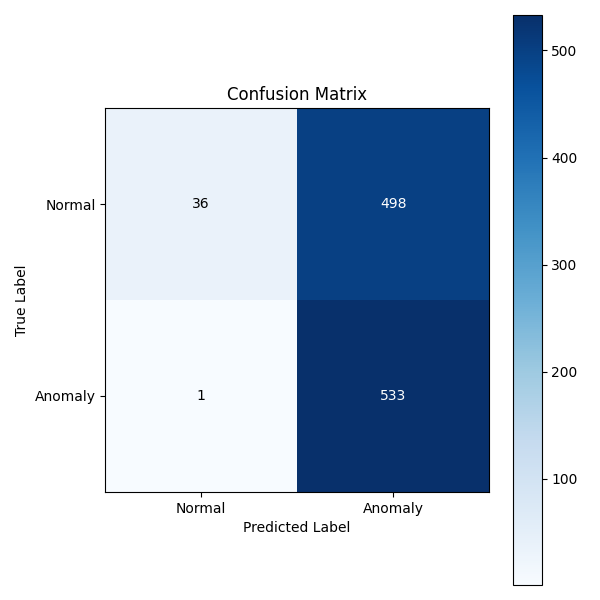 Confusion Matrix
500
400
300
200
100
True Label
Normal
36
498
Anomaly
1
533
Normal
Anomaly
Predicted Label